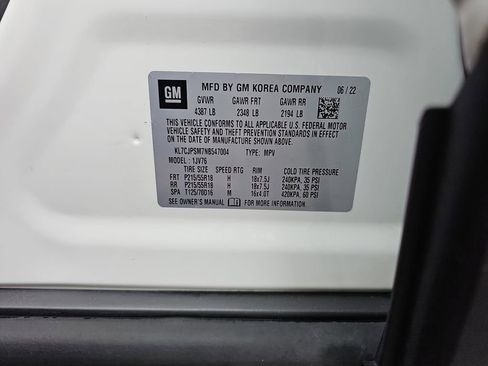 GM
MFD BY GM KOREA COMPANY 06 / 22
GVWR GAWR FRT GAWR RR
4387 LB 2348 LB 2194 LB
THIS VEHICLE CONFORMS TO ALL APPLICABLE U.S. FEDERAL MOTOR
VEHICLE SAFETY AND THEFT PREVENTION STANDARDS IN EFFECT
ON THE DATE OF MANUFACTURE SHOWN ABOVE.
KL7CJPSM7NB547004 TYPE: MPV
MODEL: 1JV76
TIRE SIZE SPEED RTG RIM COLD TIRE PRESSURE
FRT P215/55R18 H 18x7.5J 240KPA, 35 PSI
RR P215/55R18 H 18x7.5J 240KPA, 35 PSI
SPA T125/70D16 M 16x4.0T 420KPA, 60 PSI
SEE OWNER'S MANUAL FOR MORE INFORMATION.